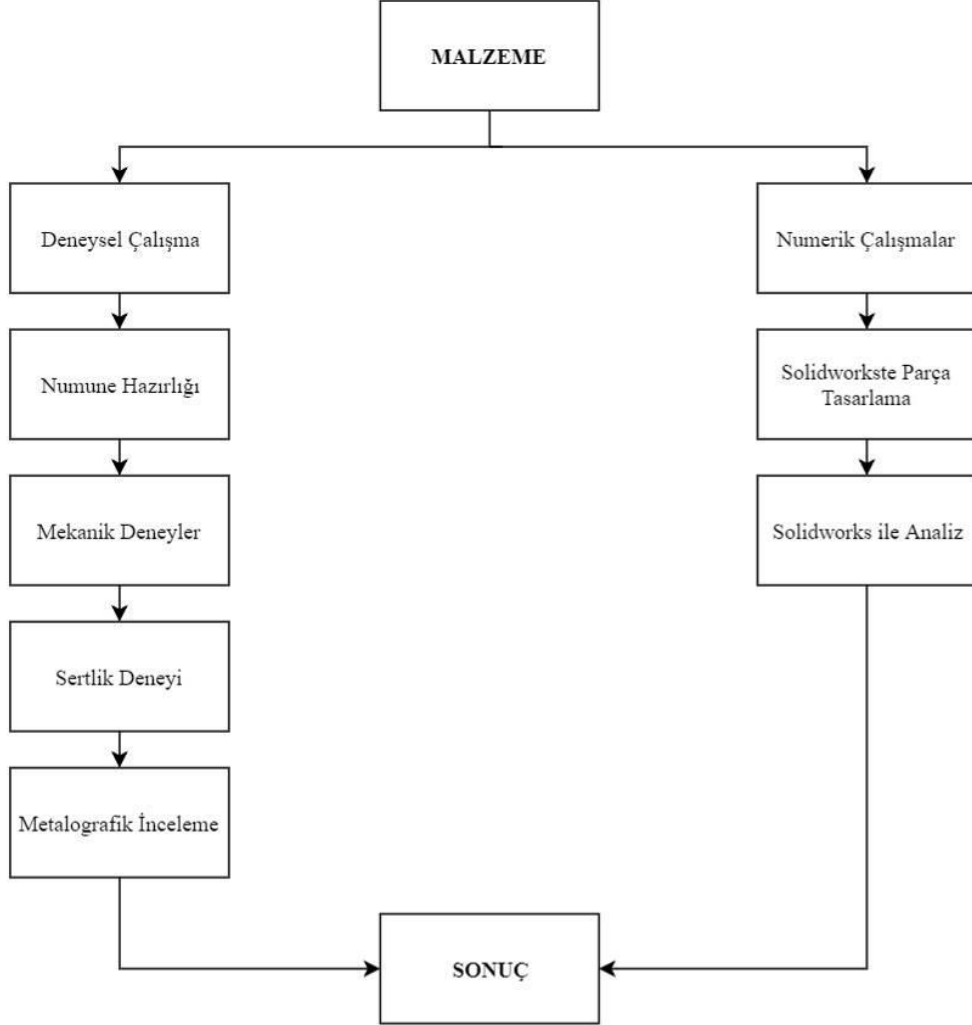 MALZEME
Deneysel Çalışma
Numune Hazırlığı
Mekanik Deneyler
Sertlik Deneyi
Metalografik İnceleme
Numerik Çalışmalar
Solidworkste Parça
Tasarlama
Solidworks ile Analiz
SONUÇ